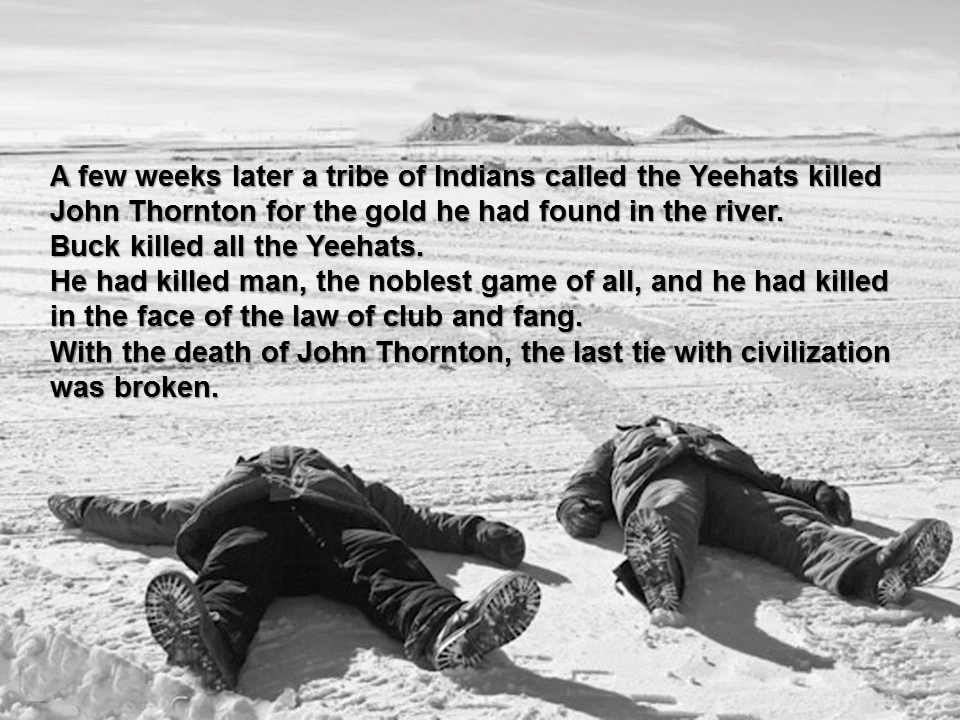 A few weeks later a tribe of Indians called the Yeehats killed
John Thornton for the gold he had found in the river.
Buck killed all the Yeehats.
He had killed man, the noblest game of all, and he had killed
in the face of the law of club and fang.
With the death of John Thornton, the last tie with civilization
was broken.